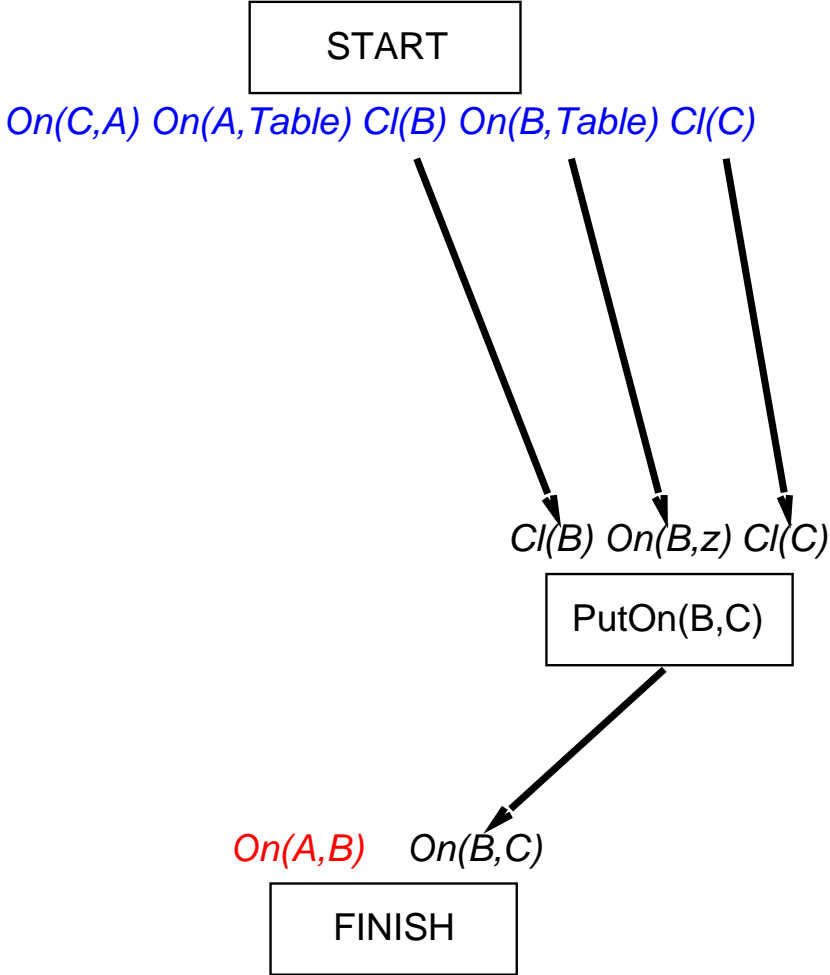 START
On(C,A) On(A,Table) Cl(B) On(B,Table) Cl(C)
Cl(B) On(B,z) Cl(C)
PutOn(B,C)
On(A,B) On(B,C)
FINISH